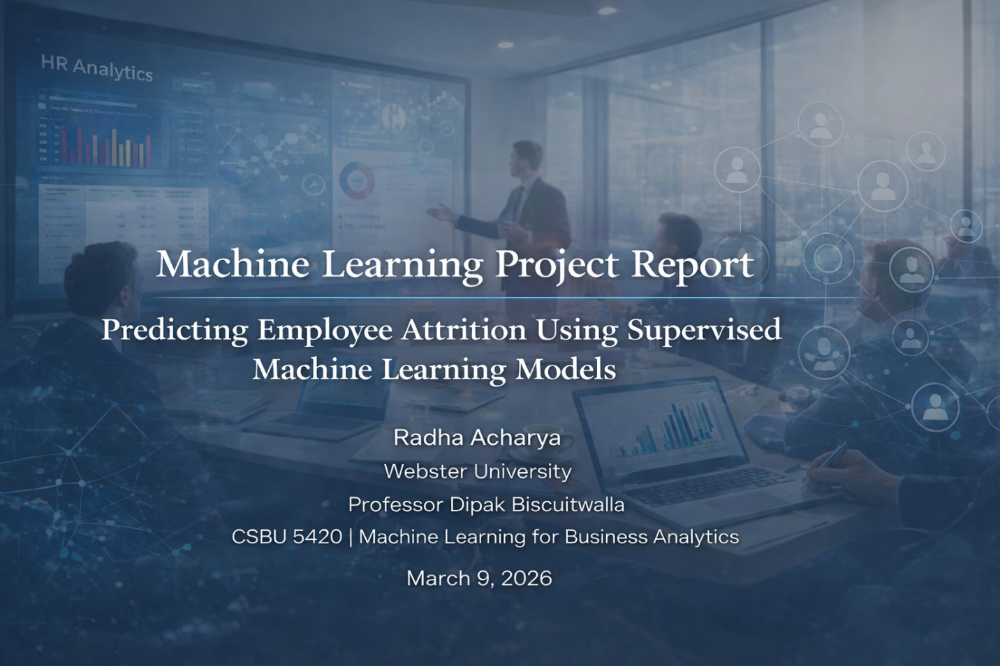 HR Analytics
Machine Learning Project Report
Predicting Employee Attrition Using Supervised
Machine Learning Models
Radha Acharya
Webster University
Professor Dipak Biscuitwalla
CSBU 5420 | Machine Learning for Business Analytics
March 9, 2026